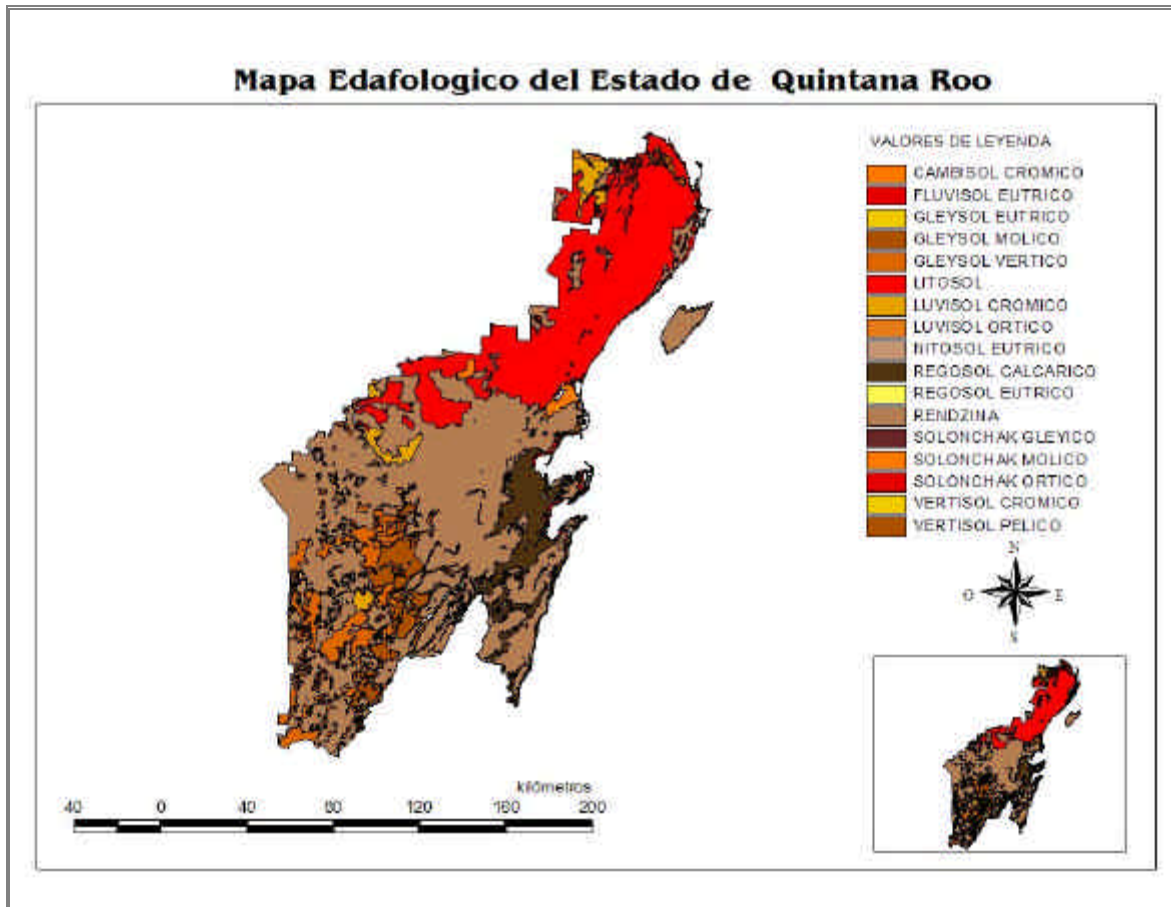 Mapa Edafologico del Estado de Quintana Roo
VALORES DE LEYENDA
CAMBISOL CROMICO
FLUVISOL EUTRICO
GLEYSOL EUTRICO
GLEYSOL MOLICO
GLEYSOL VERTICO
LITOSOL
LUVISOL CROMICO
LUVISOL ORTICO
NITOSOL EUTRICO
REGOSOL CALCARICO
REGOSOL EUTRICO
RENDZINA
SOLONCHAK GLEYICO
SOLONCHAK MOLICO
SOLONCHAK ORTICO
VERTISOL CROMICO
VERTISOL PELICO
N
O E
S
kilómetros
40 0 40 80 120 160 200